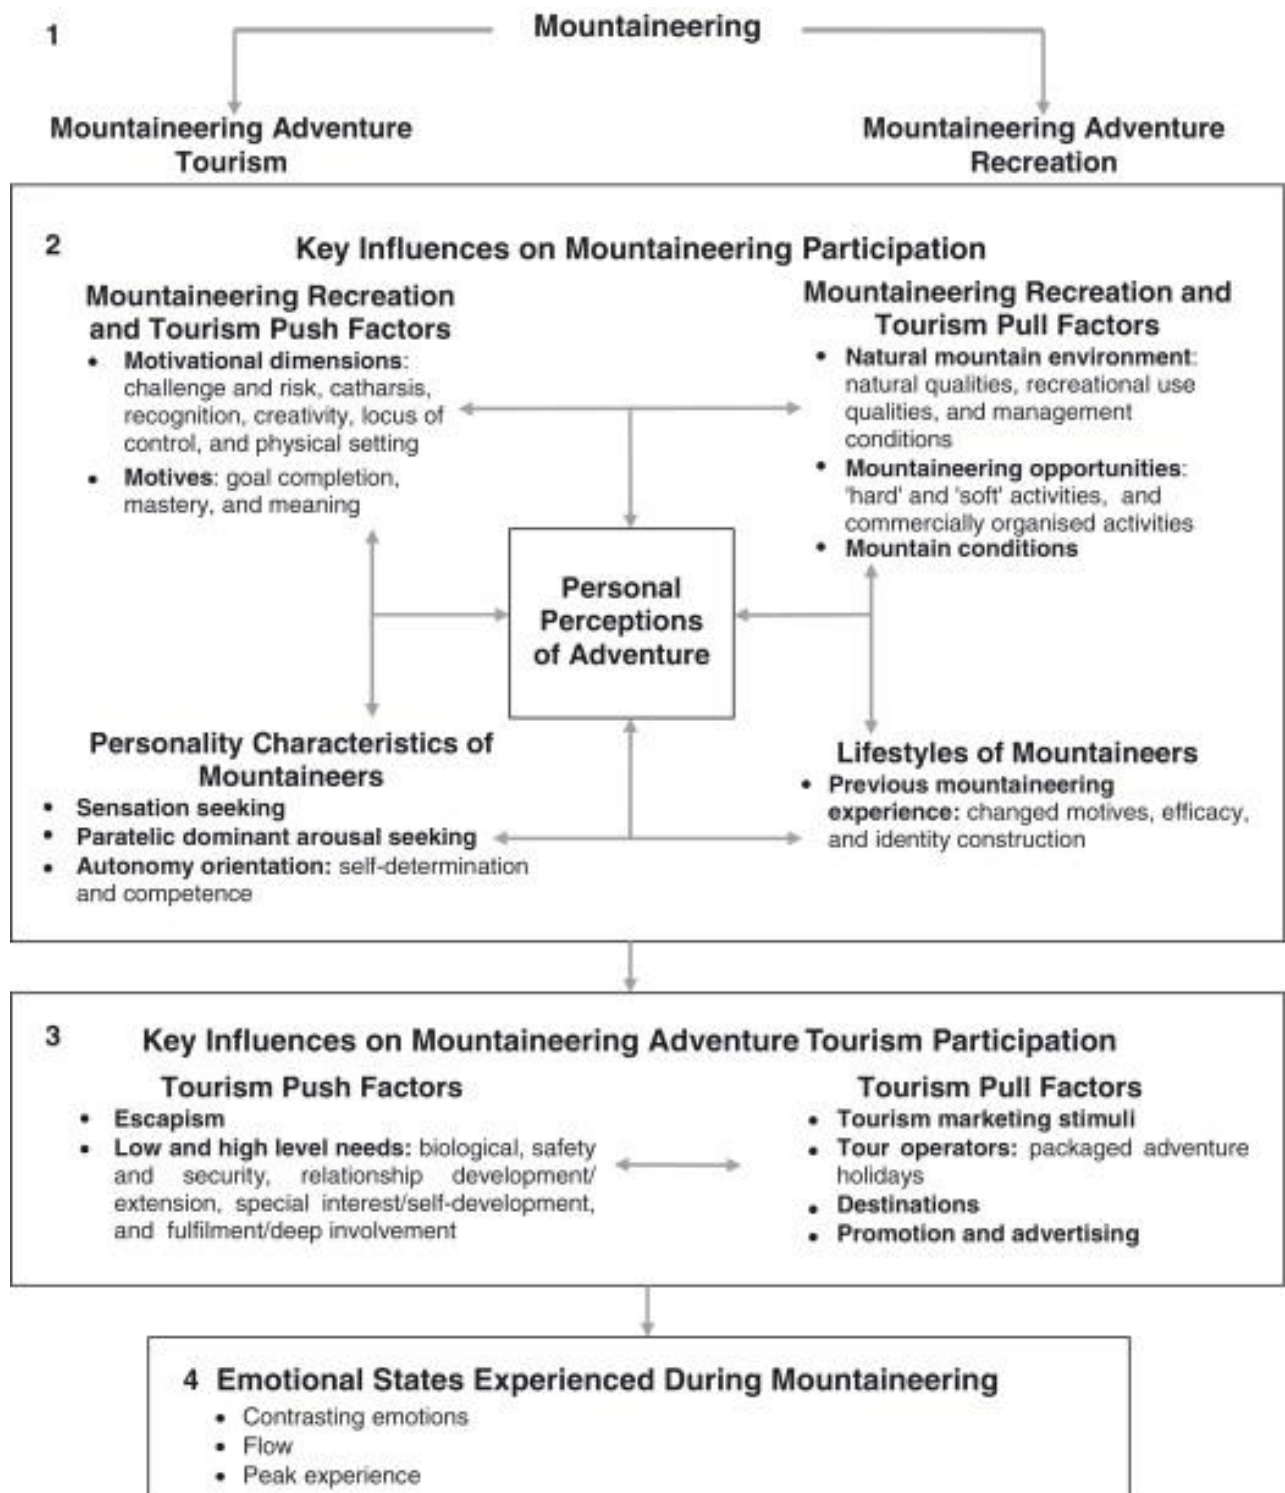 1
Mountaineering
Mountaineering Adventure
Tourism
Mountaineering Adventure
Recreation
2
Key Influences on Mountaineering Participation
Mountaineering Recreation
and Tourism Push Factors
• Motivational dimensions:
challenge and risk, catharsis,
recognition, creativity, locus of
control, and physical setting
• Motives: goal completion,
mastery, and meaning
Mountaineering Recreation and
Tourism Pull Factors
• Natural mountain environment:
natural qualities, recreational use
qualities, and management
conditions
• Mountaineering opportunities:
'hard' and 'soft' activities, and
commercially organised activities
• Mountain conditions
Personal
Perceptions
of Adventure
Personality Characteristics of
Mountaineers
• Sensation seeking
• Paratelic dominant arousal seeking
• Autonomy orientation: self-determination
and competence
Lifestyles of Mountaineers
• Previous mountaineering
experience: changed motives, efficacy,
and identity construction
3
Key Influences on Mountaineering Adventure Tourism Participation
Tourism Push Factors
• Escapism
• Low and high level needs: biological, safety
and security, relationship development/
extension, special interest/self-development,
and fulfilment/deep involvement
Tourism Pull Factors
• Tourism marketing stimuli
• Tour operators: packaged adventure
holidays
• Destinations
• Promotion and advertising
4 Emotional States Experienced During Mountaineering
• Contrasting emotions
• Flow
• Peak experience